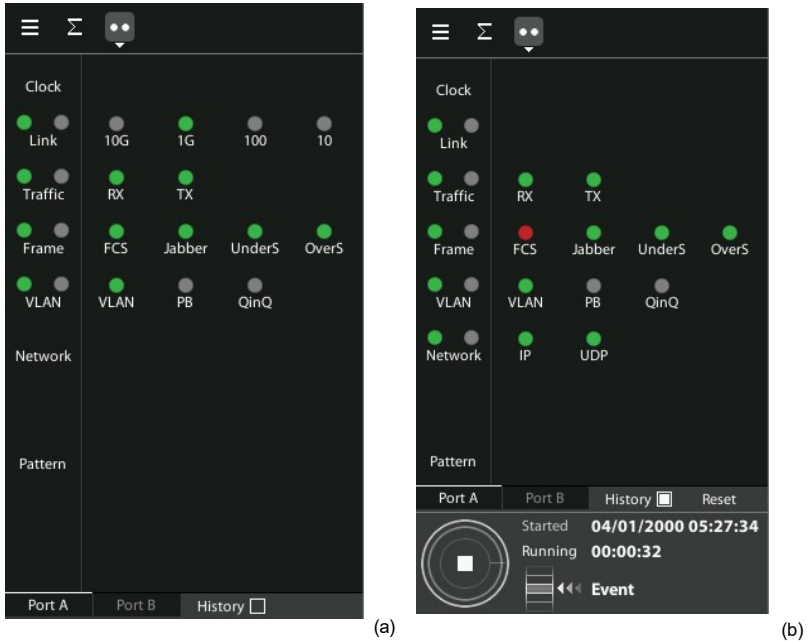 Σ
Clock
Link 10G 1G 100 10
Traffic RX TX
Frame FCS Jabber UnderS OverS
VLAN VLAN PB QinQ
Network
Pattern
Port A Port B History
(a)
Σ
Clock
Link
Traffic RX TX
Frame FCS Jabber UnderS OverS
VLAN VLAN PB QinQ
Network IP UDP
Pattern
Port A Port B History Reset
Started 04/01/2000 05:27:34
Running 00:00:32
Event
(b)